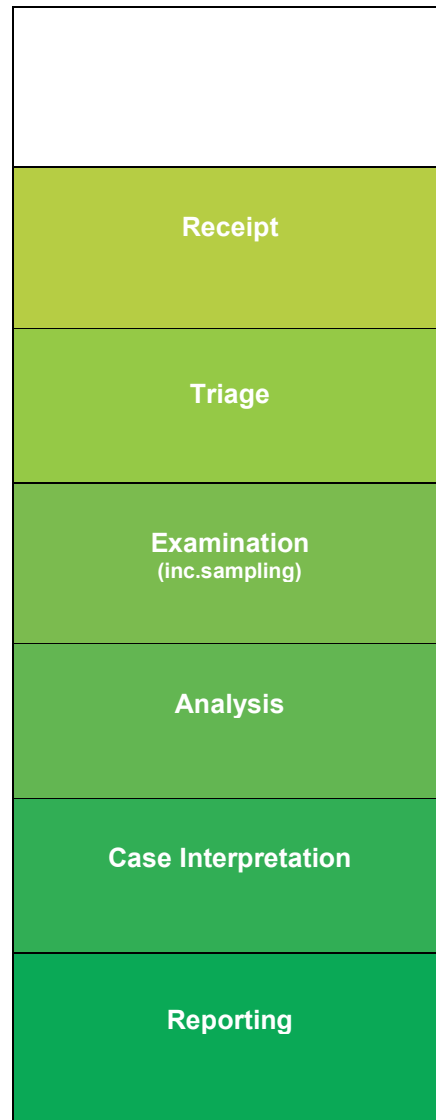 Receipt
Triage
Examination
(inc.sampling)
Analysis
Case Interpretation
Reporting